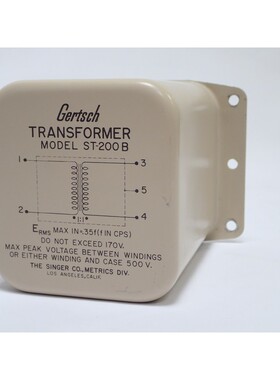 Gertsch
TRANSFORMER
MODEL ST-200B
1 3
5
2 4
1:1
ERMS MAX IN=.35f(f IN CPS)
DO NOT EXCEED 170V.
MAX PEAK VOLTAGE BETWEEN WINDINGS
OR EITHER WINDING AND CASE 500 V.
THE SINGER CO., METRICS DIV.
LOS ANGELES, CALIF.